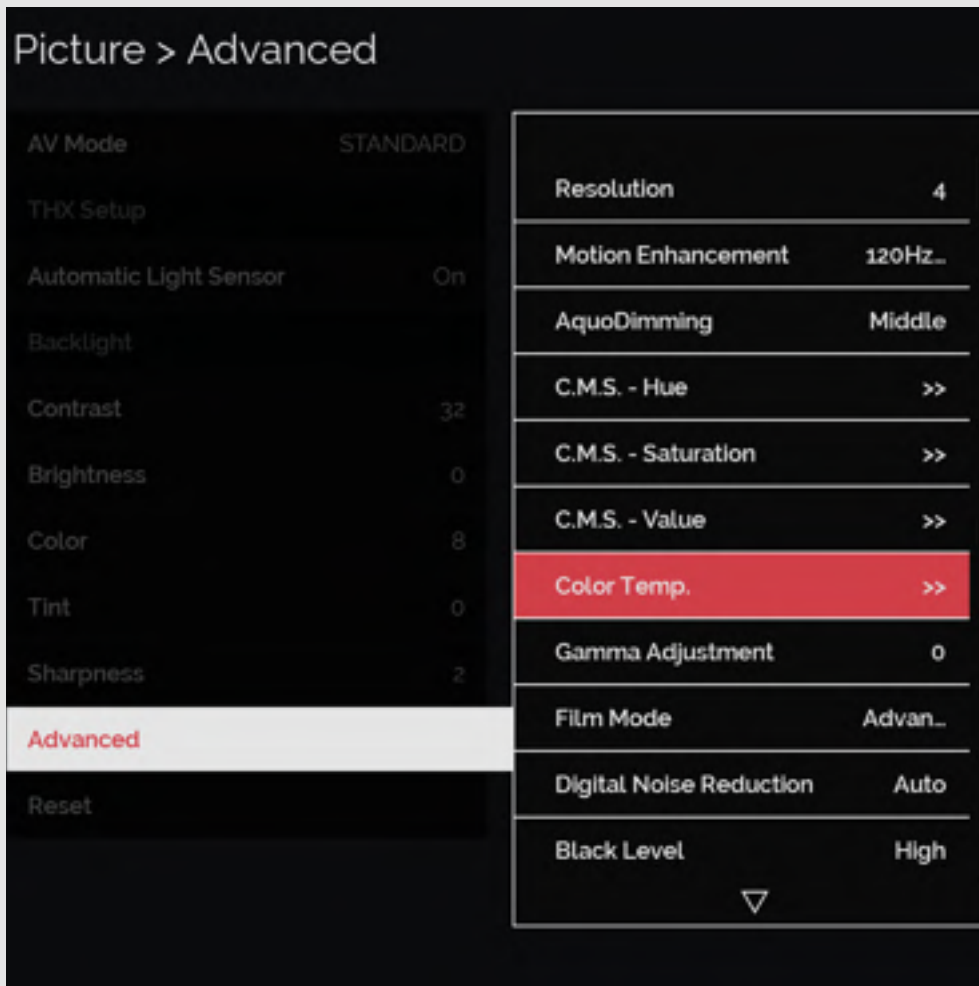 Picture > Advanced
AV Mode STANDARD
THX Setup
Automatic Light Sensor On
Backlight
Contrast 32
Brightness 0
Color 8
Tint 0
Sharpness 2
Advanced
Reset
Resolution 4
Motion Enhancement 120Hz...
AquoDimming Middle
C.M.S. - Hue >>
C.M.S. - Saturation >>
C.M.S. - Value >>
Color Temp. >>
Gamma Adjustment 0
Film Mode Advan...
Digital Noise Reduction Auto
Black Level High